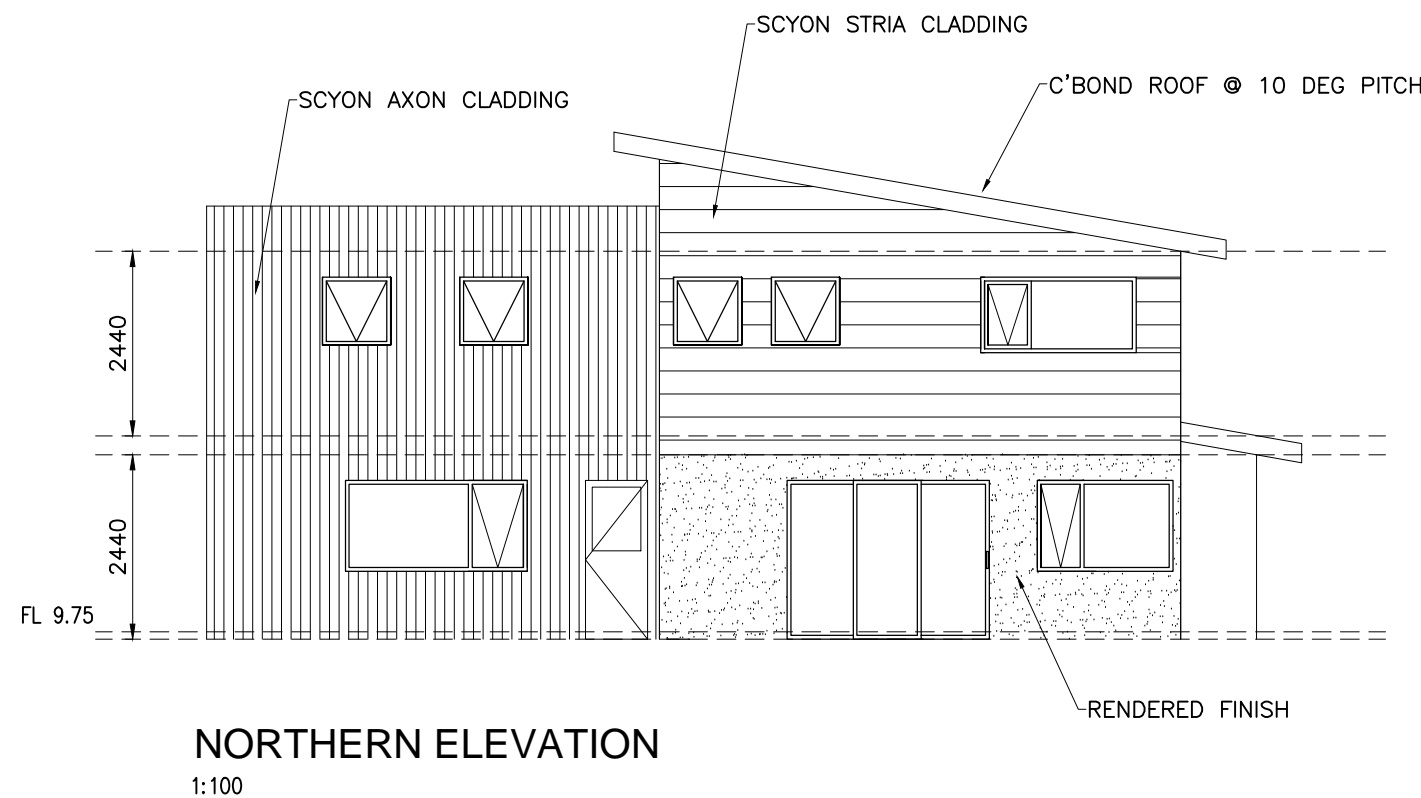 SCYON STRIA CLADDING
C'BOND ROOF @ 10 DEG PITCH
SCYON AXON CLADDING
2440
2440
FL 9.75
RENDERED FINISH
NORTHERN ELEVATION
1:100